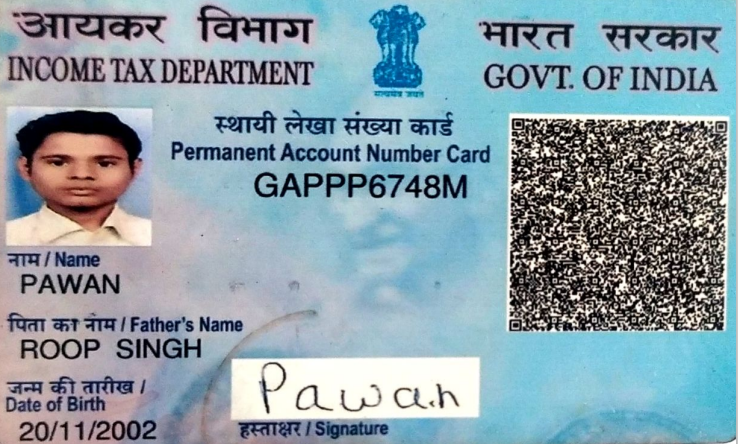 आयकर विभाग
INCOME TAX DEPARTMENT
सत्यमेव जयते
भारत सरकार
GOVT. OF INDIA
स्थायी लेखा संख्या कार्ड
Permanent Account Number Card
GAPPP6748M
नाम / Name
PAWAN
पिता का नाम / Father's Name
ROOP SINGH
जन्म की तारीख /
Date of Birth
20/11/2002
Pawan
हस्ताक्षर / Signature